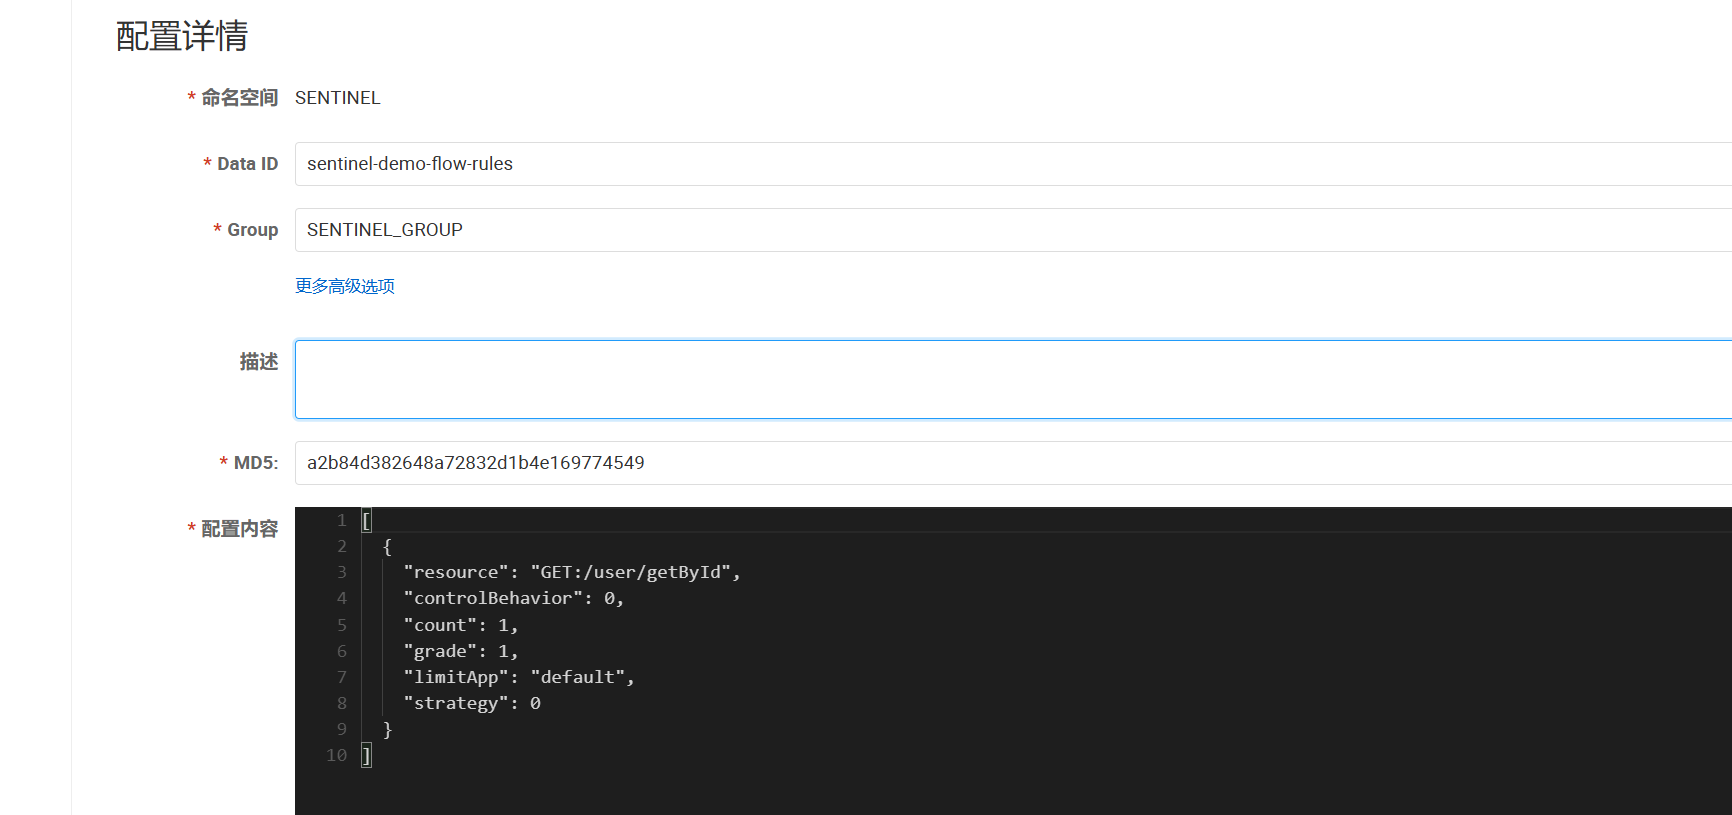 配置详情
* 命名空间 SENTINEL
* Data ID sentinel-demo-flow-rules
* Group SENTINEL_GROUP
更多高级选项
描述
* MD5: a2b84d382648a72832d1b4e169774549
* 配置内容
1 [
2 {
3 "resource": "GET:/user/getById",
4 "controlBehavior": 0,
5 "count": 1,
6 "grade": 1,
7 "limitApp": "default",
8 "strategy": 0
9 }
10 ]